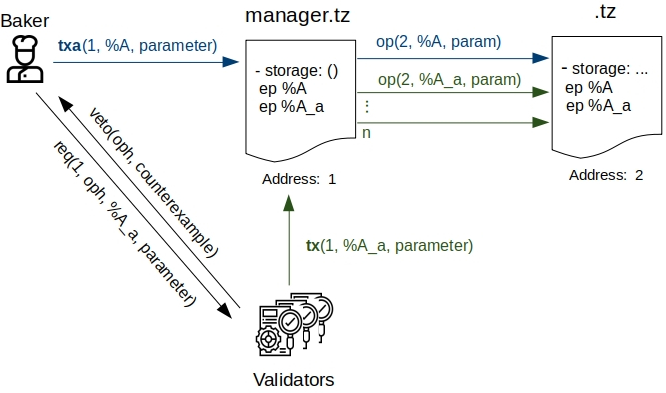 Baker
manager.tz
.tz
txa(1, %A, parameter)
op(2, %A, param)
- storage: ()
ep %A
ep %A_a
op(2, %A_a, param)
⋮
n
- storage: ...
ep %A
ep %A_a
Address: 1
Address: 2
veto(oph, counterexample)
req(1, oph, %A_a, parameter)
tx(1, %A_a, parameter)
Validators